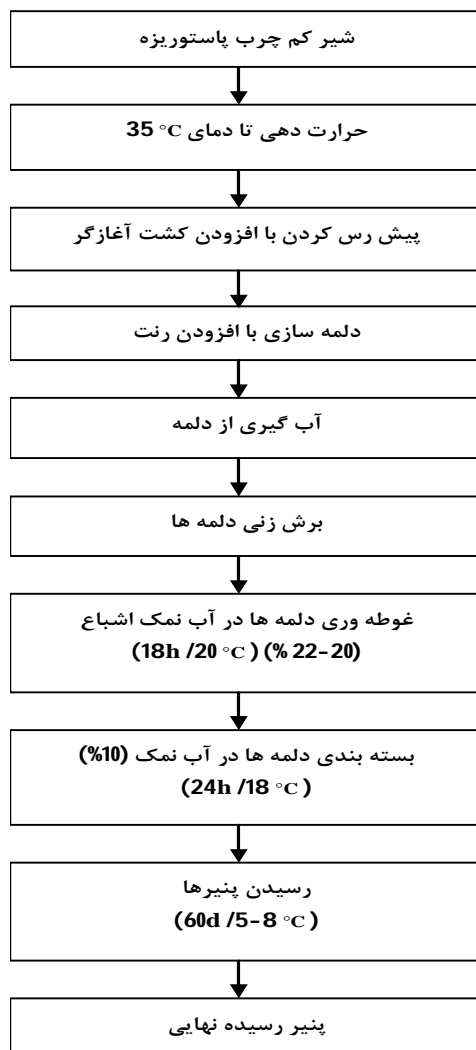 شیر کم چرب پاستوریزه
حرارت دهی تا دمای 35 °C
پیش رس کردن با افزودن کشت آغازگر
دلمه سازی با افزودن رنت
آب گیری از دلمه
برش زنی دلمه ها
غوطه وری دلمه ها در آب نمک اشباع
(18h /20 °C ) (% 22-20)
بسته بندی دلمه ها در آب نمک (10%)
(24h /18 °C )
رسیدن پنیرها
(60d /5-8 °C )
پنیر رسیده نهایی